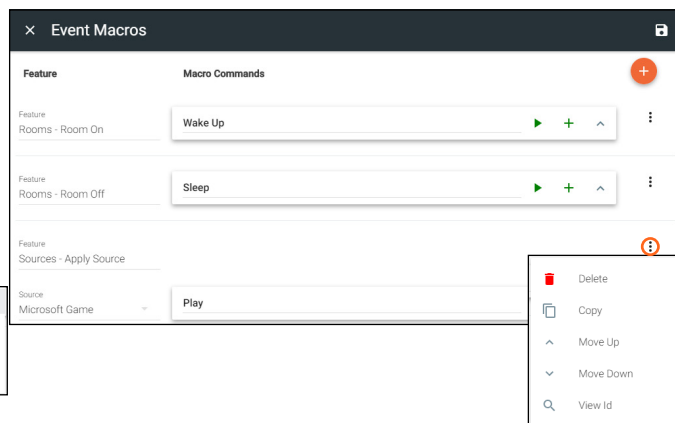 × Event Macros
Feature Macro Commands
Feature
Rooms - Room On
Wake Up
Feature
Rooms - Room Off
Sleep
Feature
Sources - Apply Source
Source
Microsoft Game
Play
Delete
Copy
Move Up
Move Down
View Id